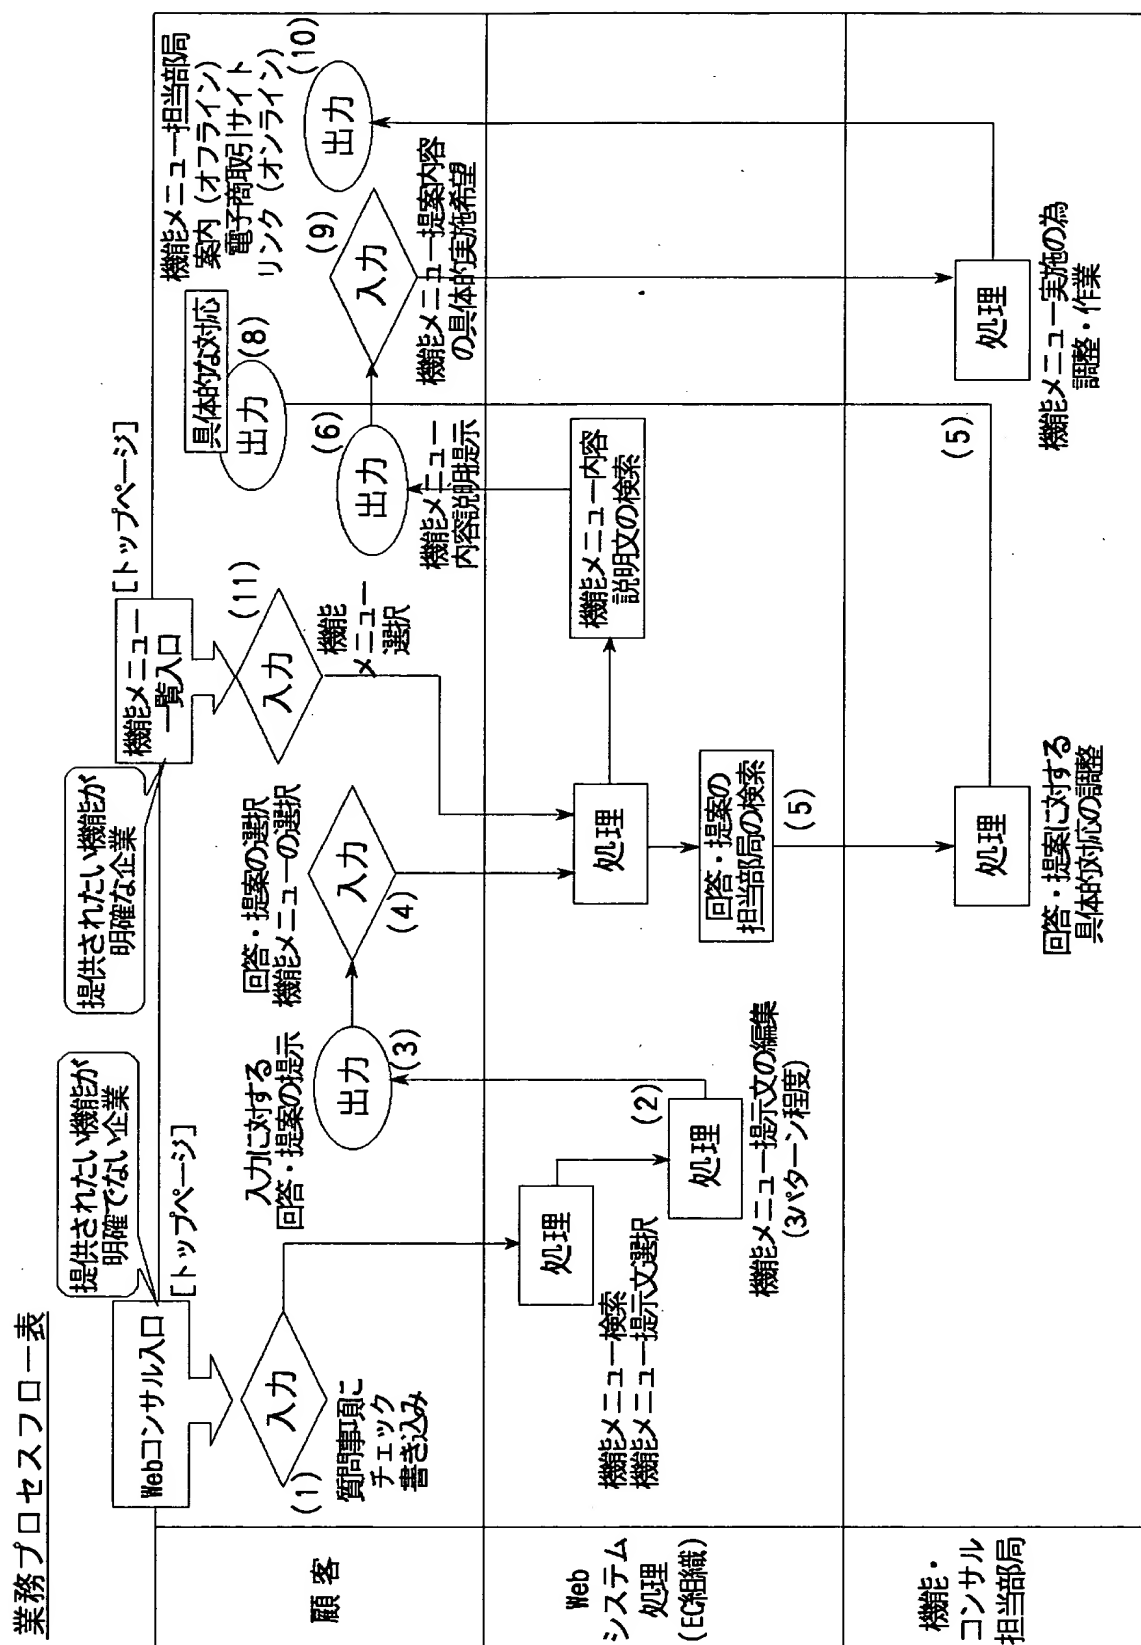 業務プロセスフロー表
提供されたい機能が
明確でない企業
提供されたい機能が
明確な企業
Webコンサル入口
[トップページ]
機能メニュー
一覧入口
[トップページ]
顧客
(1)
入力
質問事項に
チェック
書き込み
入力に対する
回答・提案の提示
出力
(3)
回答・提案の選択
機能メニューの選択
入力
(4)
(11)
入力
機能
メニュー
選択
具体的な対応
出力
(8)
(6)
出力
機能メニュー
内容説明提示
(9)
入力
機能メニュー提案内容
の具体的実施希望
機能メニュー担当部局
案内(オフライン)
電子商取引サイト
リンク(オンライン)
(10)
出力
Web
システム
処理
(EC組織)
処理
機能メニュー検索
機能メニュー提示文選択
(2)
処理
機能メニュー提示文の編集
(3パターン程度)
処理
回答・提案の
担当部局の検索
(5)
機能メニュー内容
説明文の検索
機能・
コンサル
担当部局
処理
回答・提案に対する
具体的対応の調整
(5)
処理
機能メニュー実施の為
調整・作業